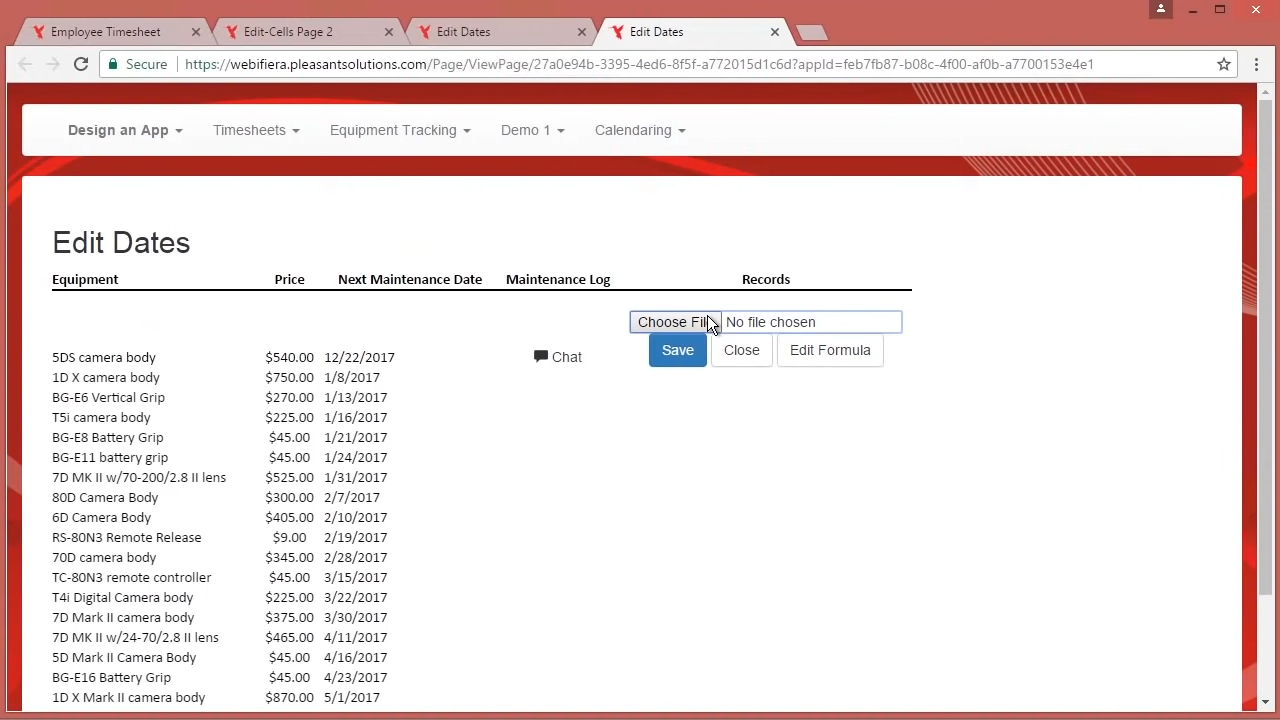 Employee Timesheet
Edit-Cells Page 2
Edit Dates
Edit Dates
Secure
https://webifiera.pleasantsolutions.com/Page/ViewPage/27a0e94b-3395-4ed6-8f5f-a772015d1c6d?appId=feb7fb87-b08c-4f00-af0b-a7700153e4e1
Design an App Timesheets Equipment Tracking Demo 1 Calendaring
Edit Dates
Equipment Price Next Maintenance Date Maintenance Log Records
Choose Fil No file chosen
Save Close Edit Formula
5DS camera body $540.00 12/22/2017 Chat
1D X camera body $750.00 1/8/2017
BG-E6 Vertical Grip $270.00 1/13/2017
T5i camera body $225.00 1/16/2017
BG-E8 Battery Grip $45.00 1/21/2017
BG-E11 battery grip $45.00 1/24/2017
7D MK II w/70-200/2.8 II lens $525.00 1/31/2017
80D Camera Body $300.00 2/7/2017
6D Camera Body $405.00 2/10/2017
RS-80N3 Remote Release $9.00 2/19/2017
70D camera body $345.00 2/28/2017
TC-80N3 remote controller $45.00 3/15/2017
T4i Digital Camera body $225.00 3/22/2017
7D Mark II camera body $375.00 3/30/2017
7D MK II w/24-70/2.8 II lens $465.00 4/11/2017
5D Mark II Camera Body $45.00 4/16/2017
BG-E16 Battery Grip $45.00 4/23/2017
1D X Mark II camera body $870.00 5/1/2017